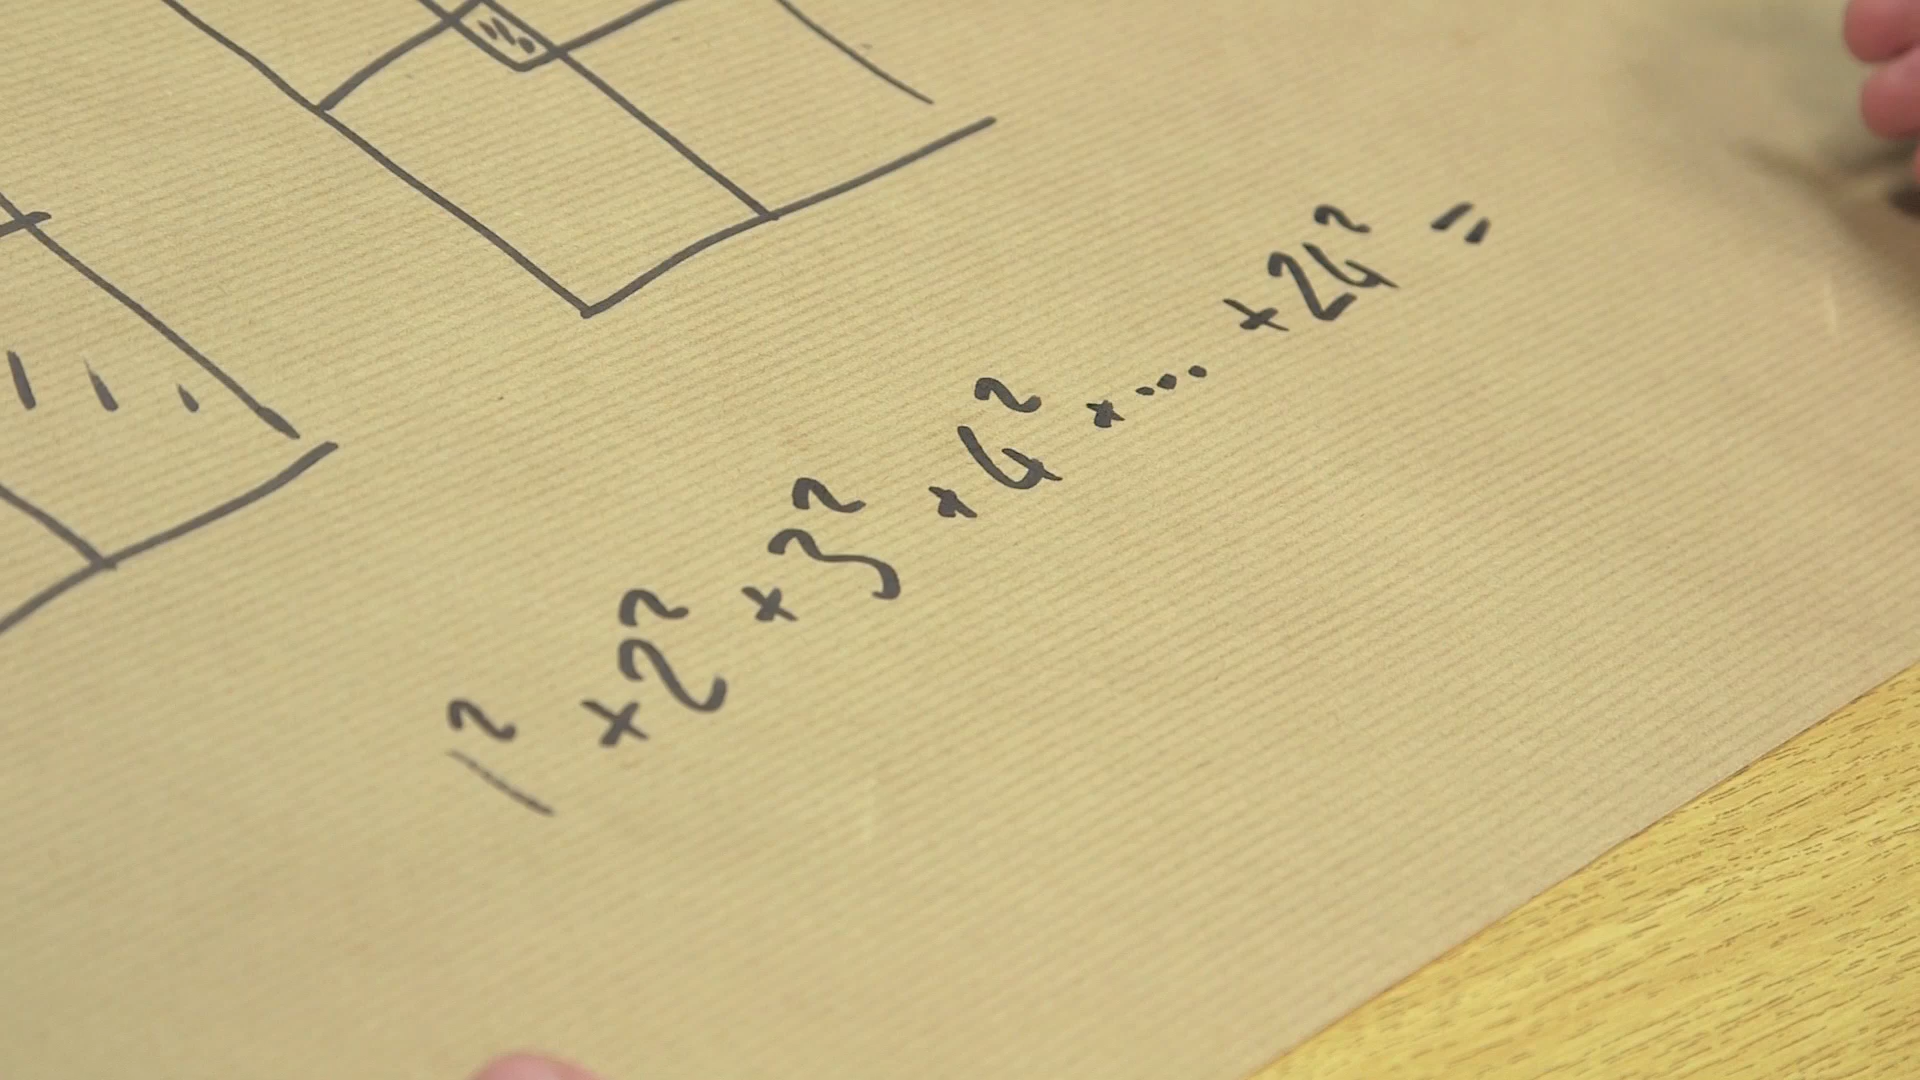 1² + 2² + 3² + 4² + ... + 24² =